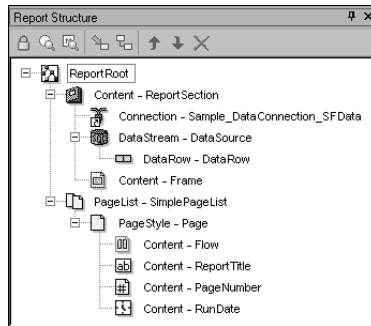 Report Structure
ReportRoot
Content - ReportSection
Connection - Sample_DataConnection_SFData
DataStream - DataSource
DataRow - DataRow
Content - Frame
PageList - SimplePageList
PageStyle - Page
Content - Flow
ab Content - ReportTitle
# Content - PageNumber
Content - RunDate